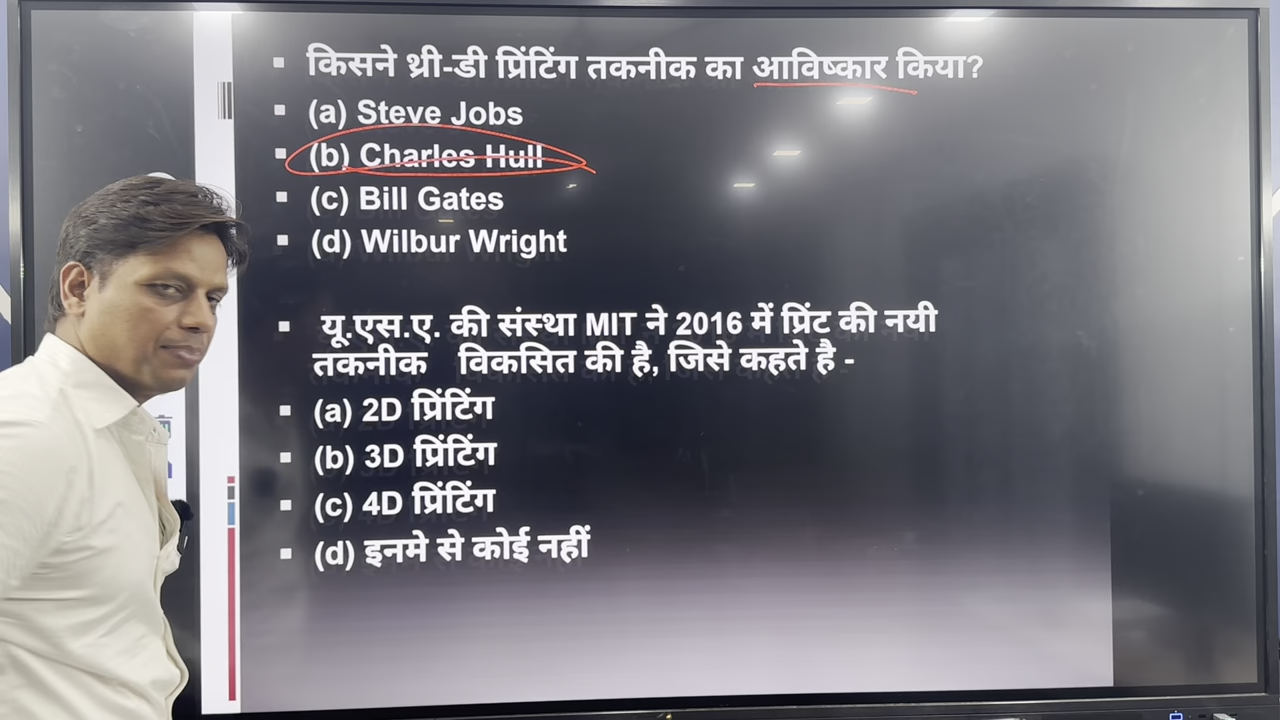 ▪ किसने थ्री-डी प्रिंटिंग तकनीक का आविष्कार किया?
▪ (a) Steve Jobs
▪ (b) Charles Hull
▪ (c) Bill Gates
▪ (d) Wilbur Wright
▪ यू.एस.ए. की संस्था MIT ने 2016 में प्रिंट की नयी
तकनीक विकसित की है, जिसे कहते है -
▪ (a) 2D प्रिंटिंग
▪ (b) 3D प्रिंटिंग
▪ (c) 4D प्रिंटिंग
▪ (d) इनमे से कोई नहीं